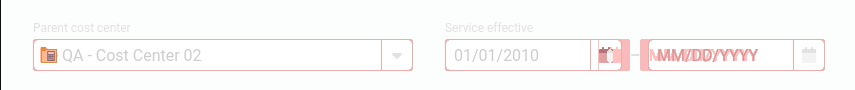 Parent cost center Service effective
QA - Cost Center 02 01/01/2010 – MM/DD/YYYY